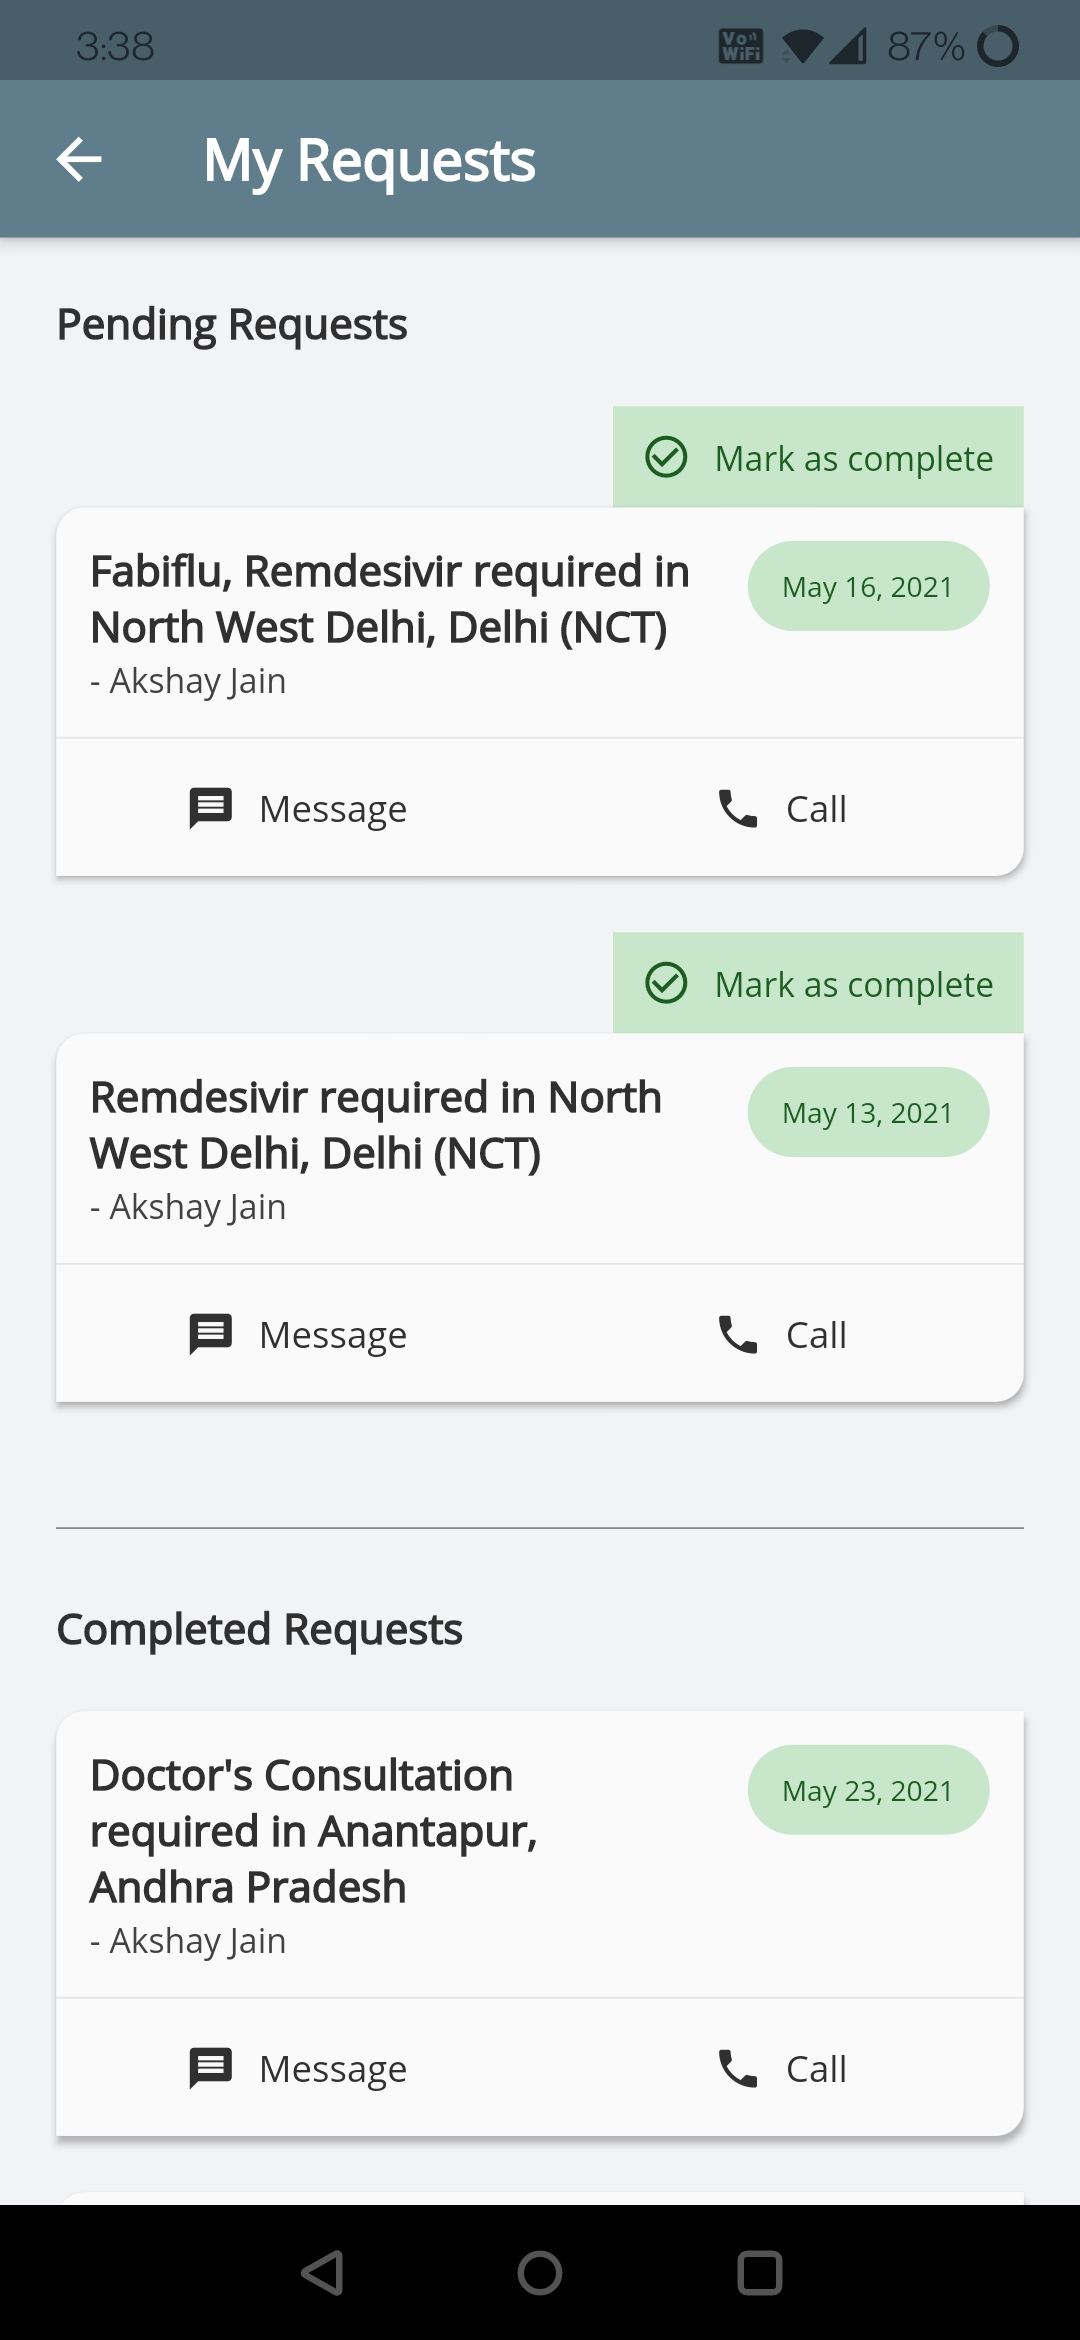 3:38
Vo WiFi
87%
My Requests
Pending Requests
Mark as complete
Fabiflu, Remdesivir required in
North West Delhi, Delhi (NCT)
May 16, 2021
- Akshay Jain
Message
Call
Mark as complete
Remdesivir required in North
West Delhi, Delhi (NCT)
May 13, 2021
- Akshay Jain
Message
Call
Completed Requests
Doctor's Consultation
required in Anantapur,
Andhra Pradesh
May 23, 2021
- Akshay Jain
Message
Call